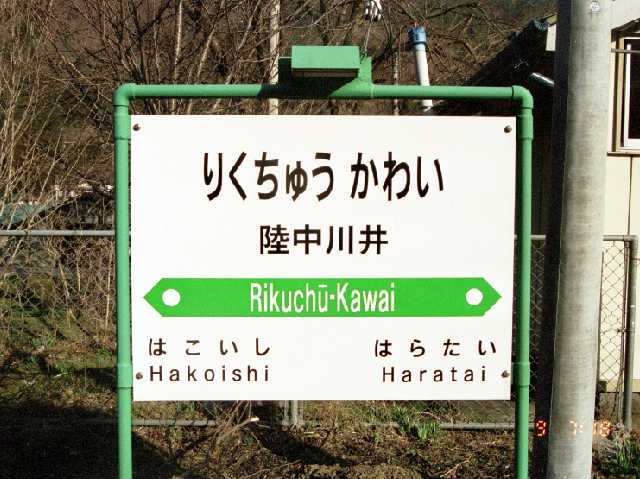 りくちゅう かわい
陸中川井
Rikuchū-Kawai
はこいし はらたい
Hakoishi Haratai